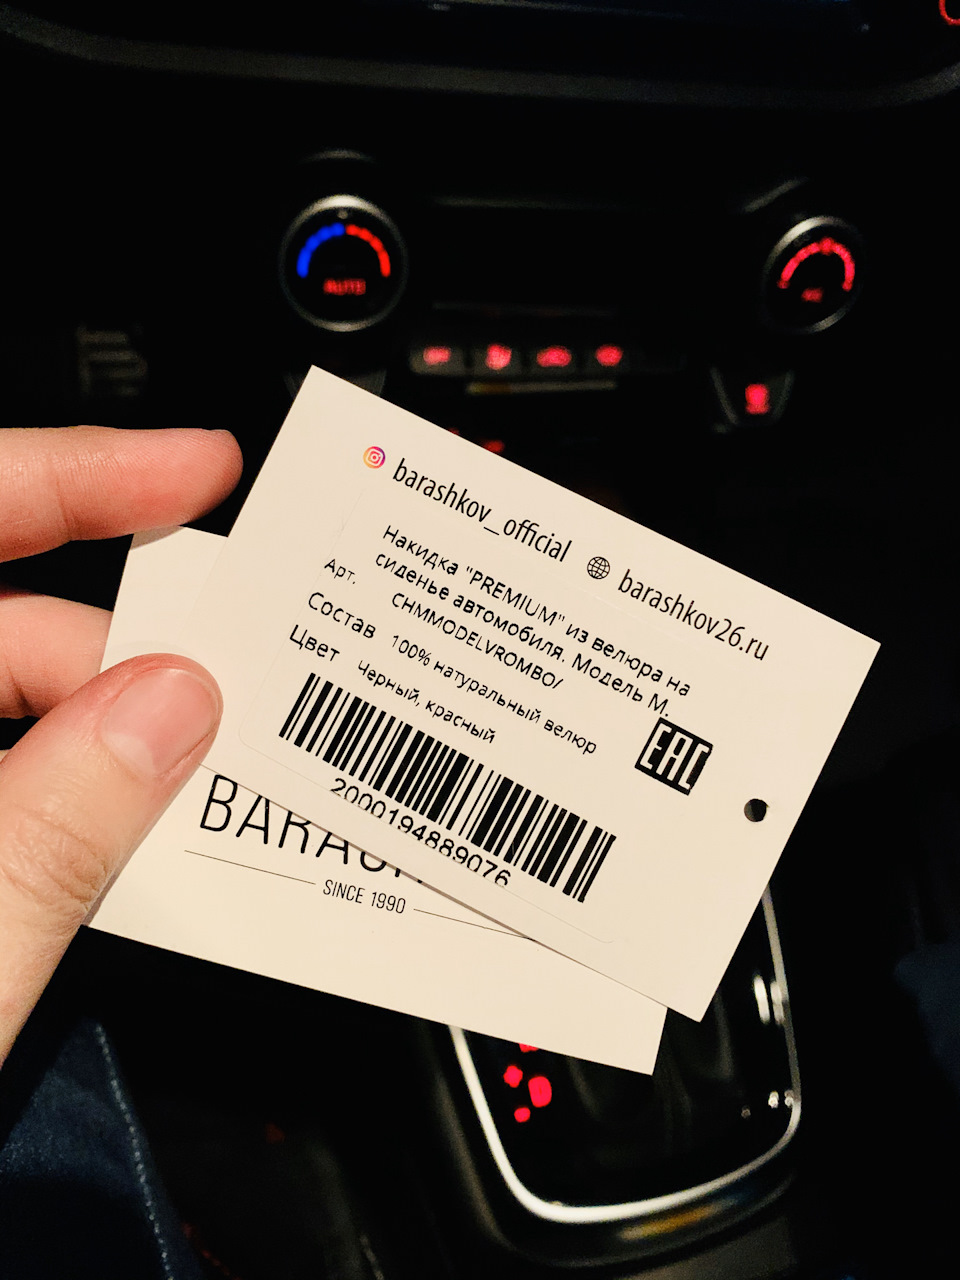 AUTO
barashkov_official
barashkov26.ru
Накидка "PREMIUM" из велюра на
сиденье автомобиля. Модель М.
Арт. CHMMODELVROMBO/
Состав 100% натуральный велюр
Цвет Черный, красный
EAC
2000194889076
SINCE 1990